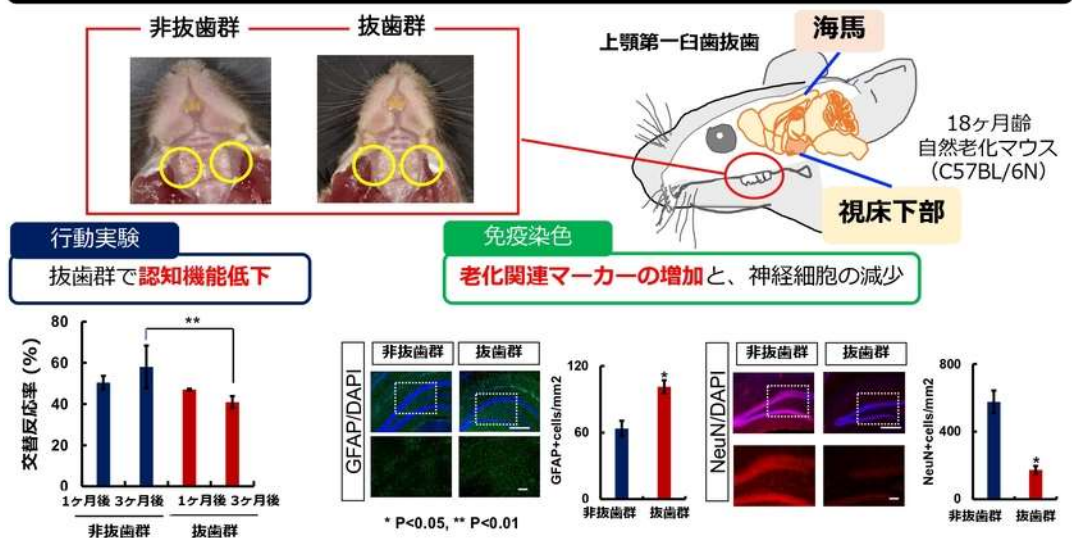 非抜歯群
抜歯群
上顎第一臼歯抜歯
海馬
18ヶ月齢
自然老化マウス
(C57BL/6N)
視床下部
行動実験
抜歯群で認知機能低下
免疫染色
老化関連マーカーの増加と、神経細胞の減少
交替反応率 (%)
80
60
40
20
0
**
1ヶ月後 3ヶ月後 1ヶ月後 3ヶ月後
非抜歯群 抜歯群
GFAP/DAPI
非抜歯群 抜歯群
GFAP+cells/mm2
120
60
0
*
非抜歯群 抜歯群
NeuN/DAPI
非抜歯群 抜歯群
NeuN+cells/mm2
800
400
0
*
非抜歯群 抜歯群
* P<0.05, ** P<0.01